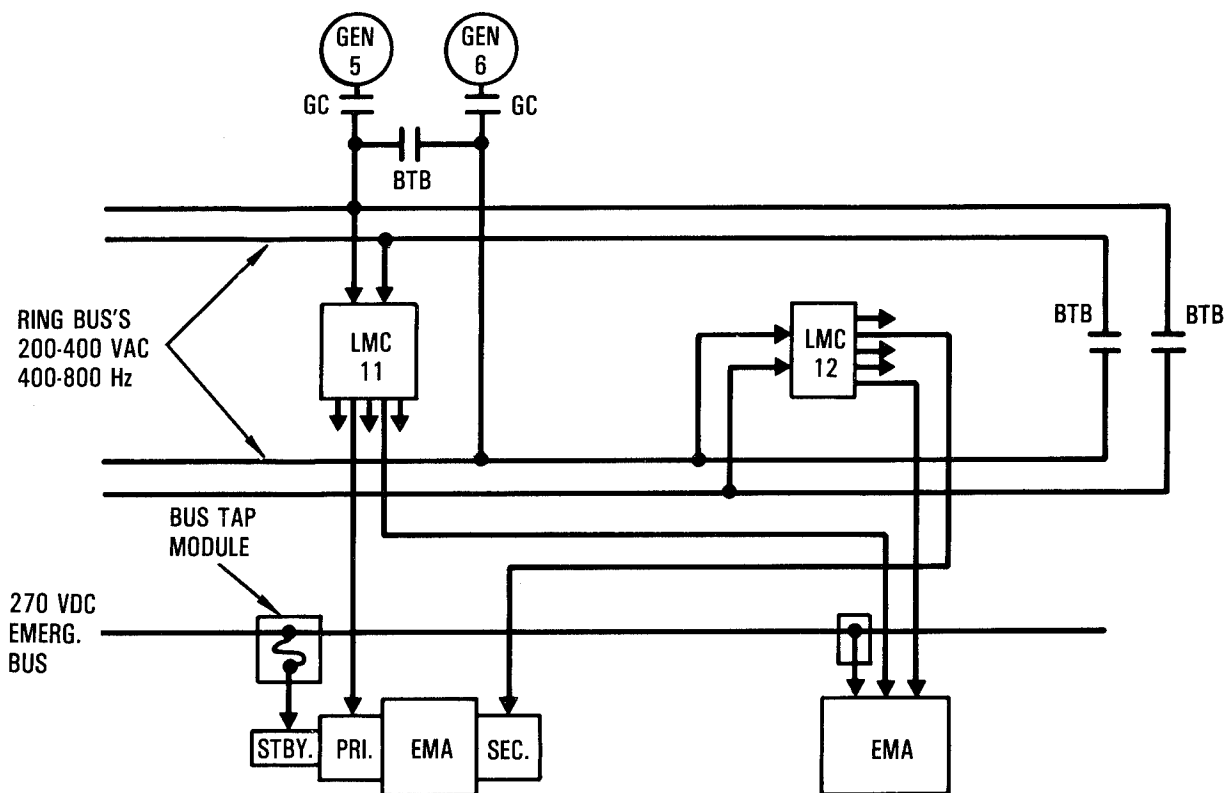 GEN
5
GEN
6
GC
GC
BTB
RING BUS'S
200-400 VAC
400-800 Hz
LMC
11
LMC
12
BTB
BTB
BUS TAP
MODULE
270 VDC
EMERG.
BUS
STBY.
PRI.
EMA
SEC.
EMA